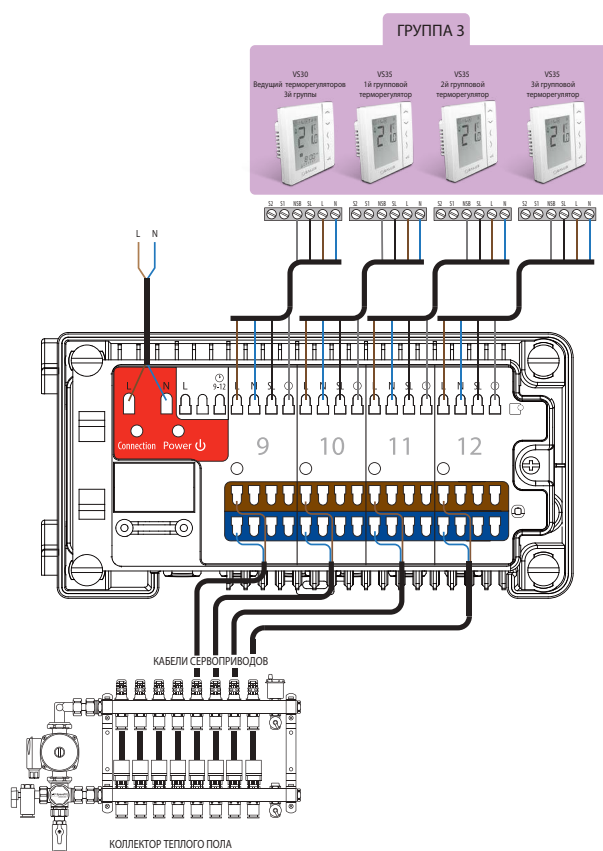 ГРУППА 3
VS30
Ведущий терморегуляторов
3й группы
VS35
1й групповой
терморегулятор
VS35
2й групповой
терморегулятор
VS35
3й групповой
терморегулятор
S2 S1 NSB SL L N
S2 S1 NSB SL L N
S2 S1 NSB SL L N
S2 S1 NSB SL L N
L N
L N L 9-12 L N SL L N SL L N SL L N SL
Connection Power
9 10 11 12
КАБЕЛИ СЕРВОПРИВОДОВ
КОЛЛЕКТОР ТЕПЛОГО ПОЛА